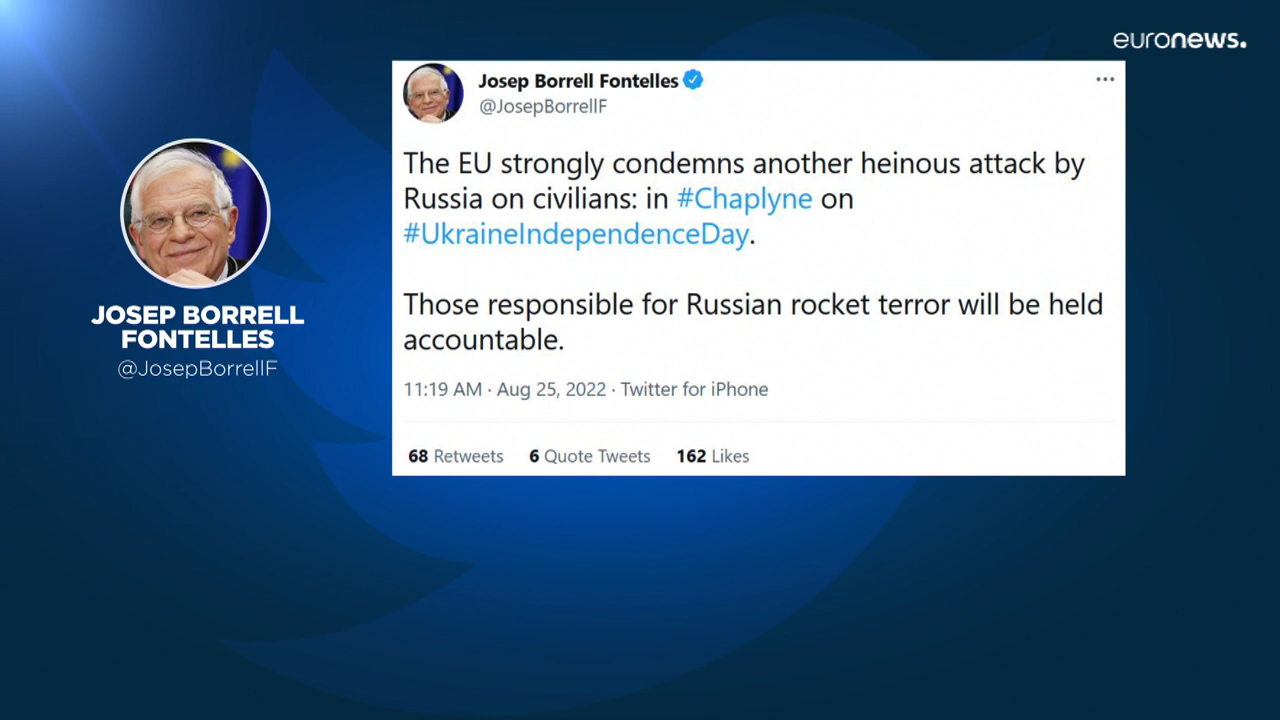 euronews.
Josep Borrell Fontelles
@JosepBorrellF
The EU strongly condemns another heinous attack by
Russia on civilians: in #Chaplyne on
#UkraineIndependenceDay.
Those responsible for Russian rocket terror will be held
accountable.
11:19 AM · Aug 25, 2022 · Twitter for iPhone
68 Retweets 6 Quote Tweets 162 Likes
JOSEP BORRELL
FONTELLES
@JosepBorrellF